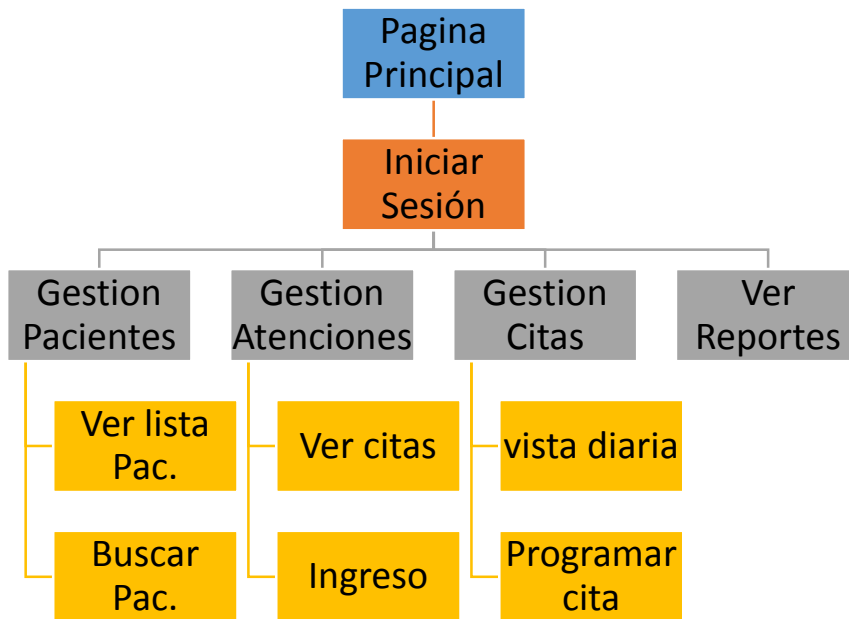 Pagina
Principal
Iniciar
Sesión
Gestion
Pacientes
Gestion
Atenciones
Gestion
Citas
Ver
Reportes
Ver lista
Pac.
Ver citas
vista diaria
Buscar
Pac.
Ingreso
Programar
cita